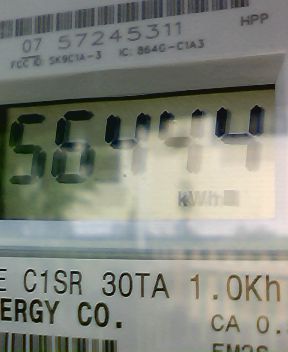 HPP
07 57245311
FCC ID: SK9C1A-3 IC: 864G-C1A3
56444
kWh
E C1SR 30TA 1.0Kh
ERGY CO.
CA 0.